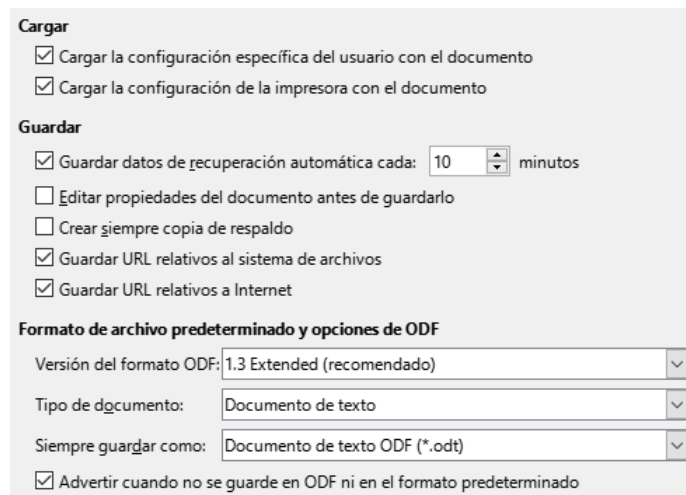 Cargar
Cargar la configuración específica del usuario con el documento
Cargar la configuración de la impresora con el documento
Guardar
Guardar datos de recuperación automática cada: 10 minutos
Editar propiedades del documento antes de guardarlo
Crear siempre copia de respaldo
Guardar URL relativos al sistema de archivos
Guardar URL relativos a Internet
Formato de archivo predeterminado y opciones de ODF
Versión del formato ODF: 1.3 Extended (recomendado)
Tipo de documento: Documento de texto
Siempre guardar como: Documento de texto ODF (*.odt)
Advertir cuando no se guarde en ODF ni en el formato predeterminado